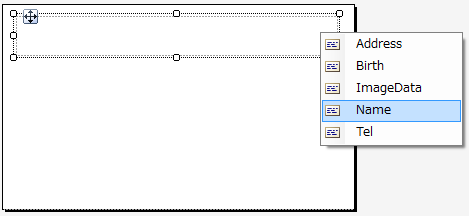 Address
Birth
ImageData
Name
Tel